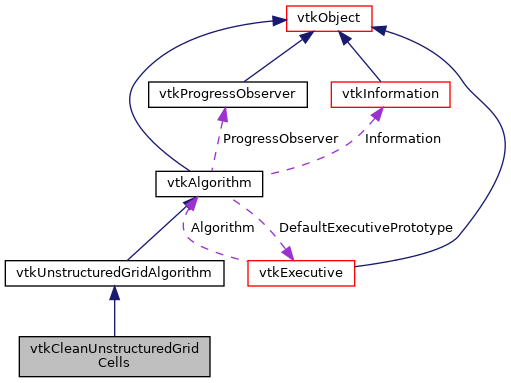 vtkObject
vtkProgressObserver
vtkInformation
ProgressObserver
Information
vtkAlgorithm
Algorithm
DefaultExecutivePrototype
vtkUnstructuredGridAlgorithm
vtkExecutive
vtkCleanUnstructuredGrid
Cells